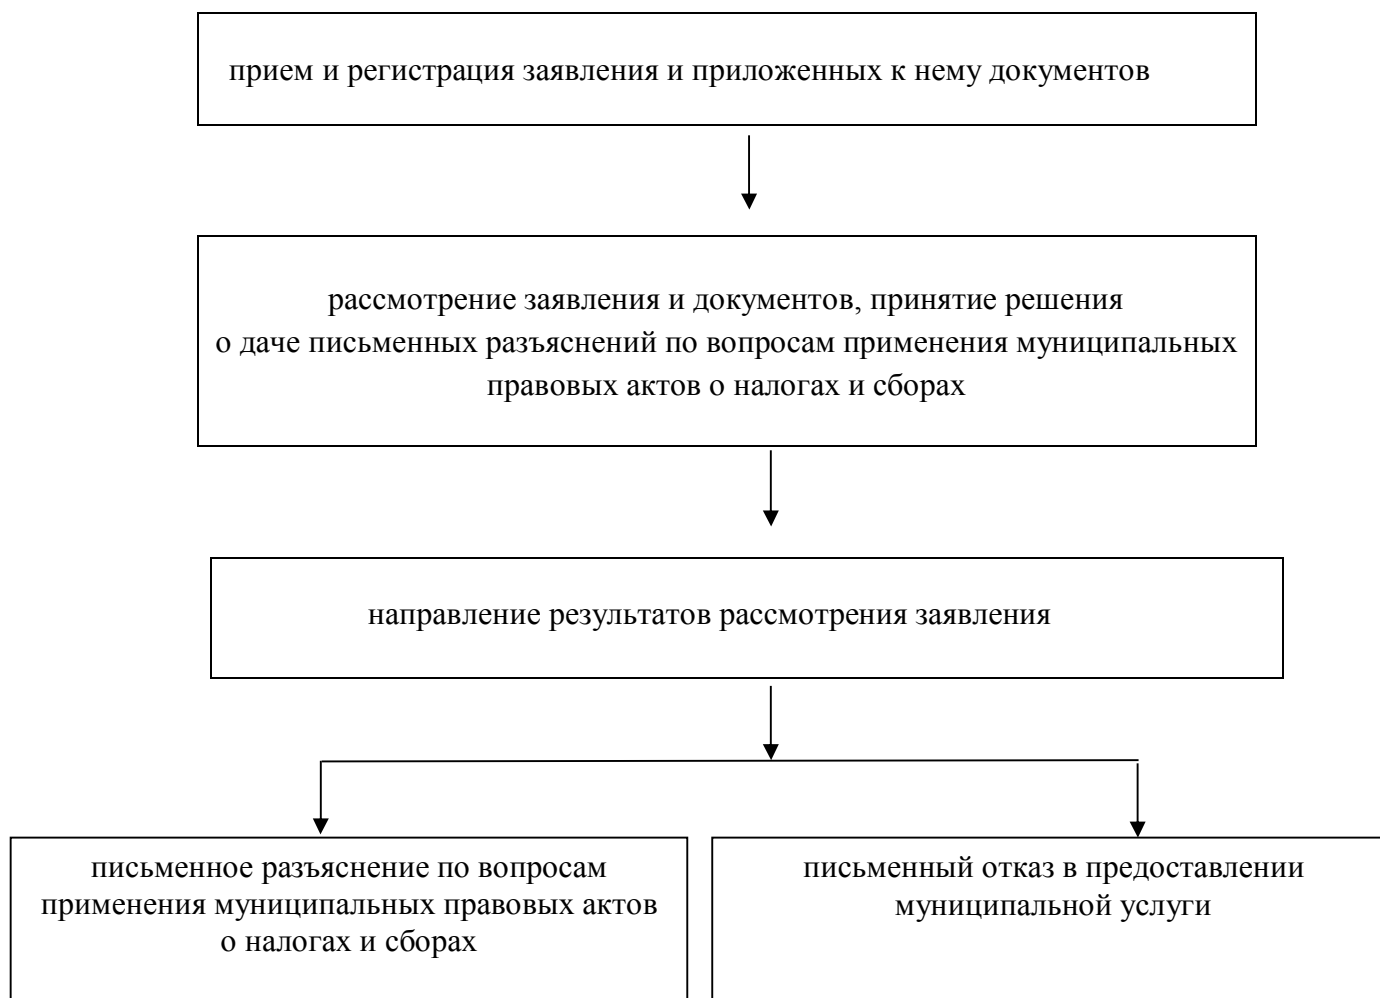 прием и регистрация заявления и приложенных к нему документов
рассмотрение заявления и документов, принятие решения
о даче письменных разъяснений по вопросам применения муниципальных
правовых актов о налогах и сборах
направление результатов рассмотрения заявления
письменное разъяснение по вопросам
применения муниципальных правовых актов
о налогах и сборах
письменный отказ в предоставлении
муниципальной услуги